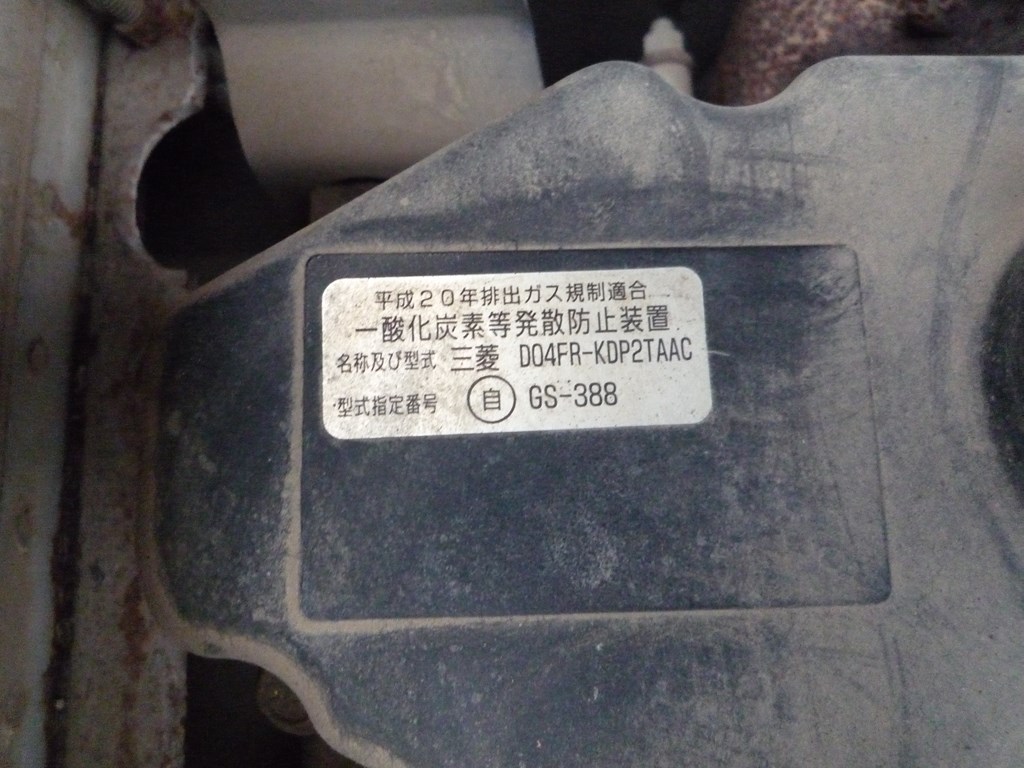 平成20年排出ガス規制適合
一酸化炭素等発散防止装置
名称及び型式 三菱 D04FR-KDP2TAAC
型式指定番号 自 GS-388